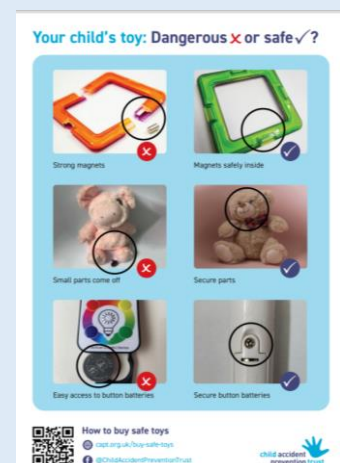 Your child's toy: Dangerous x or safe ✓?
Strong magnets
Magnets safely inside
Small parts come off
Secure parts
Easy access to button batteries
Secure button batteries
How to buy safe toys
capt.org.uk/buy-safe-toys
@ChildAccidentPreventionTrust
child accident
prevention trust